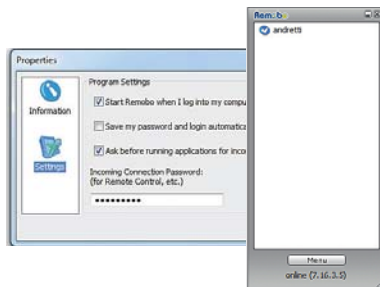 Properties
Information
Settings
Program Settings
Start Remobo when I log into my compu
Save my password and login automatica
Ask before running applications for inco
Incoming Connection Password:
(for Remote Control, etc.)
•••••••••
andretti
Menu
online (7.16.3.5)